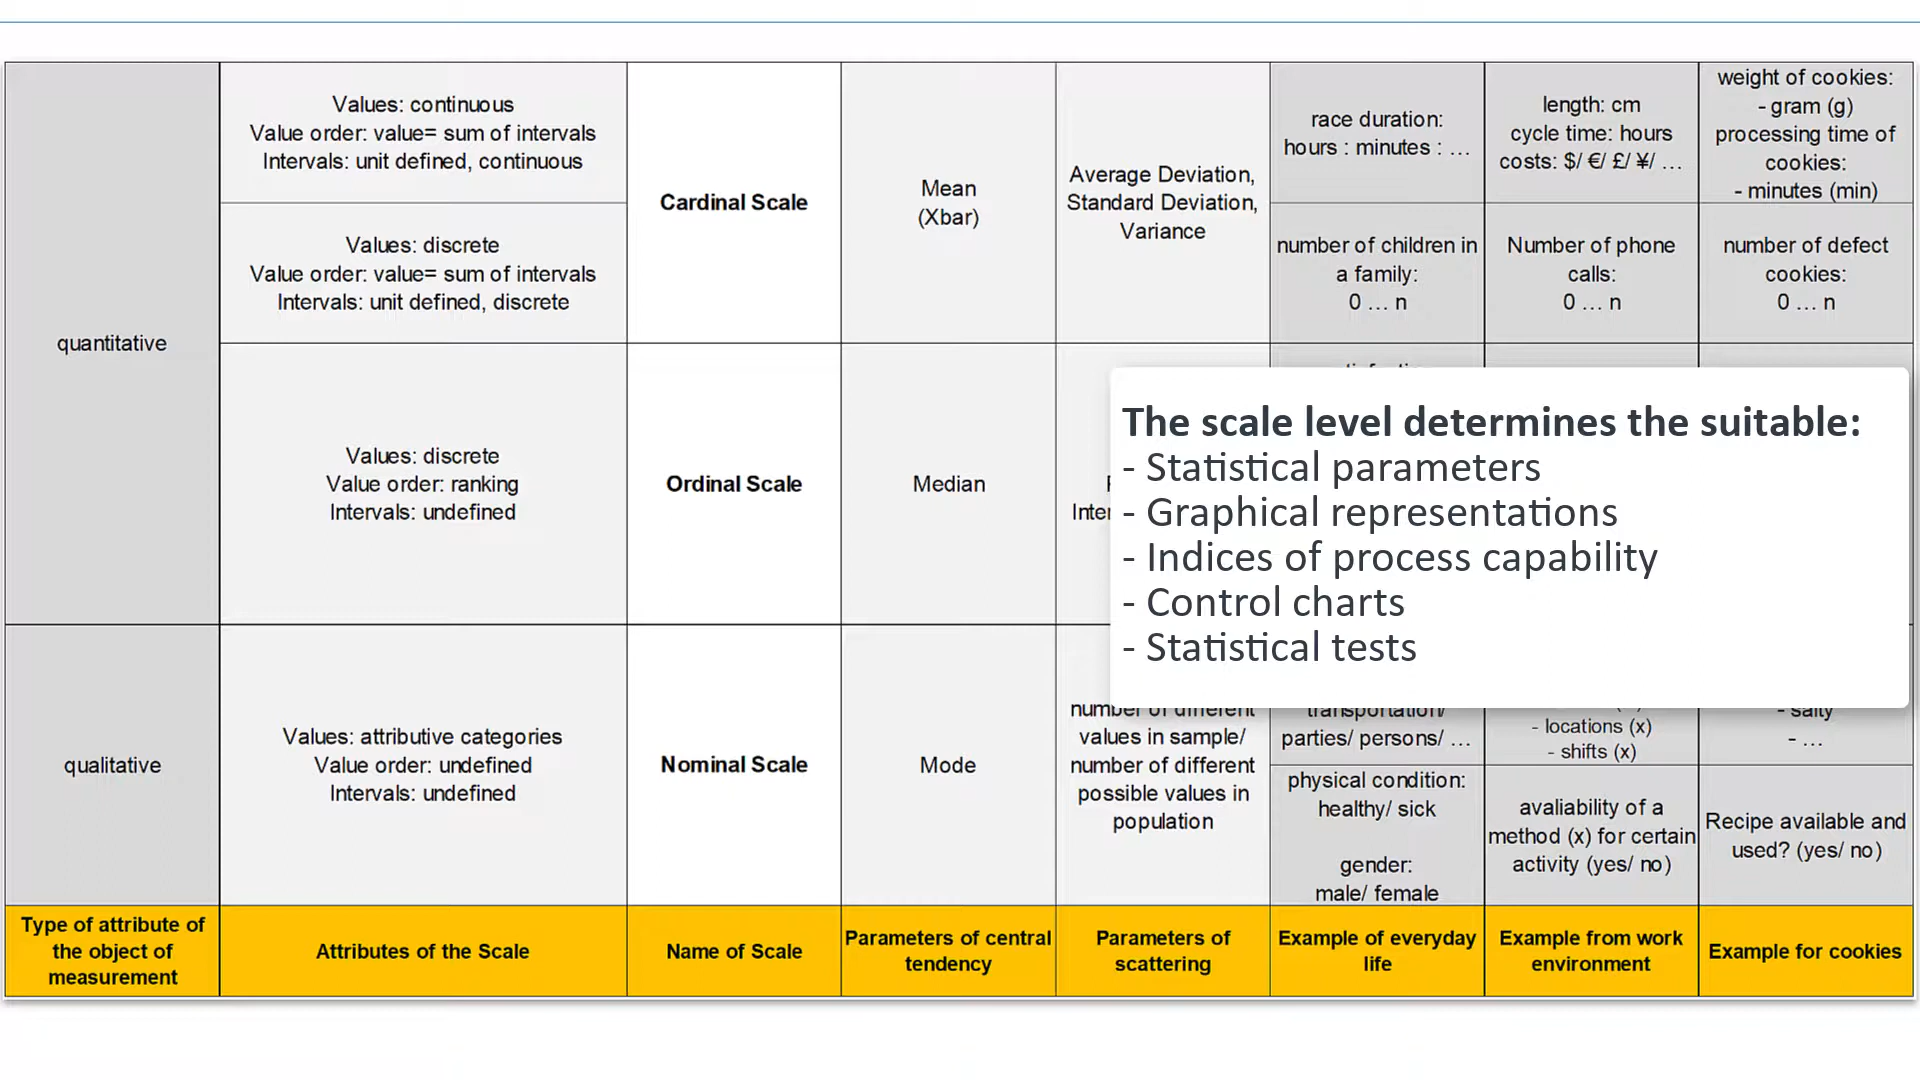 quantitative
Values: continuous
Value order: value= sum of intervals
Intervals: unit defined, continuous
Values: discrete
Value order: value= sum of intervals
Intervals: unit defined, discrete
Cardinal Scale
Mean
(Xbar)
Average Deviation,
Standard Deviation,
Variance
race duration:
hours : minutes : …
length: cm
cycle time: hours
costs: $/ €/ £/ ¥/ …
weight of cookies:
- gram (g)
processing time of
cookies:
- minutes (min)
number of children in
a family:
0 … n
Number of phone
calls:
0 … n
number of defect
cookies:
0 … n
Values: discrete
Value order: ranking
Intervals: undefined
Ordinal Scale
Median
The scale level determines the suitable:
- Statistical parameters
- Graphical representations
- Indices of process capability
- Control charts
- Statistical tests
qualitative
Values: attributive categories
Value order: undefined
Intervals: undefined
Nominal Scale
Mode
number of different
values in sample/
number of different
possible values in
population
transportation/
parties/ persons/ …
- locations (x)
- shifts (x)
- salty
- …
physical condition:
healthy/ sick
gender:
male/ female
avaliability of a
method (x) for certain
activity (yes/ no)
Recipe available and
used? (yes/ no)
Type of attribute of
the object of
measurement
Attributes of the Scale
Name of Scale
Parameters of central
tendency
Parameters of
scattering
Example of everyday
life
Example from work
environment
Example for cookies